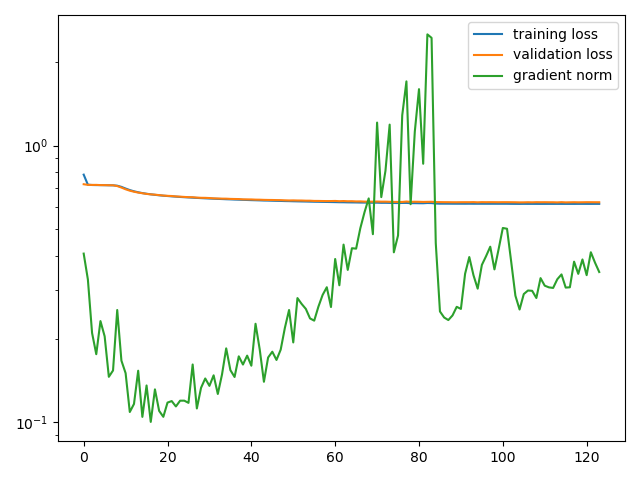 training loss
validation loss
gradient norm
10⁰
10⁻¹
0 20 40 60 80 100 120